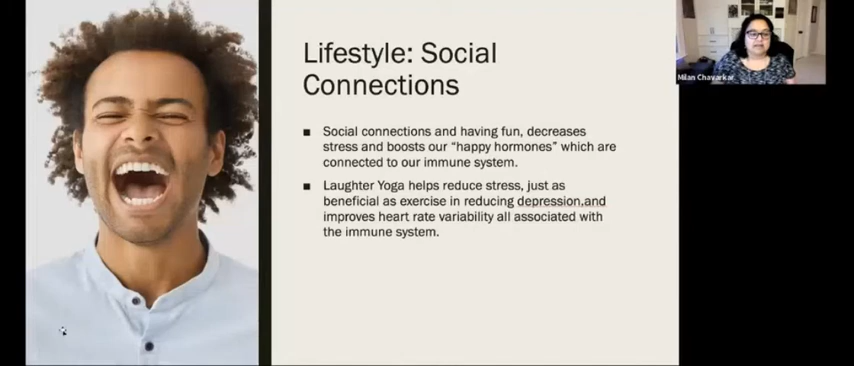 Lifestyle: Social
Connections
■ Social connections and having fun, decreases
stress and boosts our “happy hormones” which are
connected to our immune system.
■ Laughter Yoga helps reduce stress, just as
beneficial as exercise in reducing depression,and
improves heart rate variability all associated with
the immune system.
Milan Chavarkar